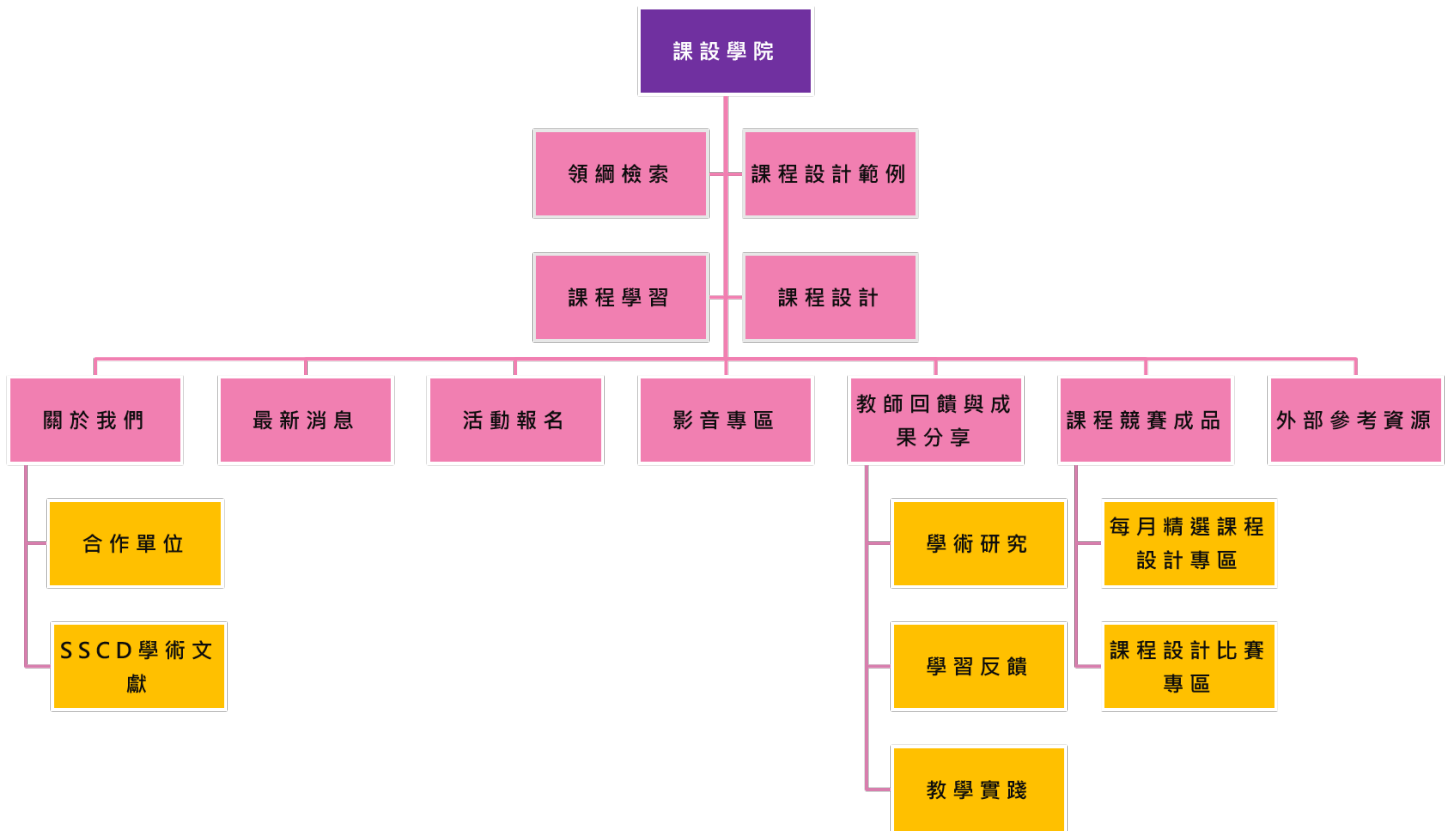 課設學院
領綱檢索
課程設計範例
課程學習
課程設計
關於我們
最新消息
活動報名
影音專區
教師回饋與成
果分享
課程競賽成品
外部參考資源
合作單位
SSCD學術文
獻
學術研究
學習反饋
教學實踐
每月精選課程
設計專區
課程設計比賽
專區